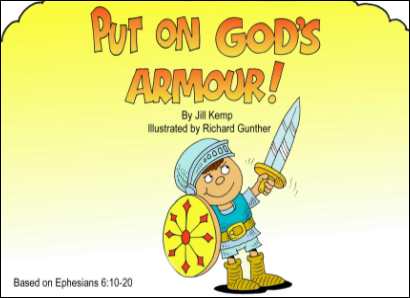 PUT ON GOD'S
ARMOUR!
By Jill Kemp
Illustrated by Richard Gunther
Based on Ephesians 6:10-20